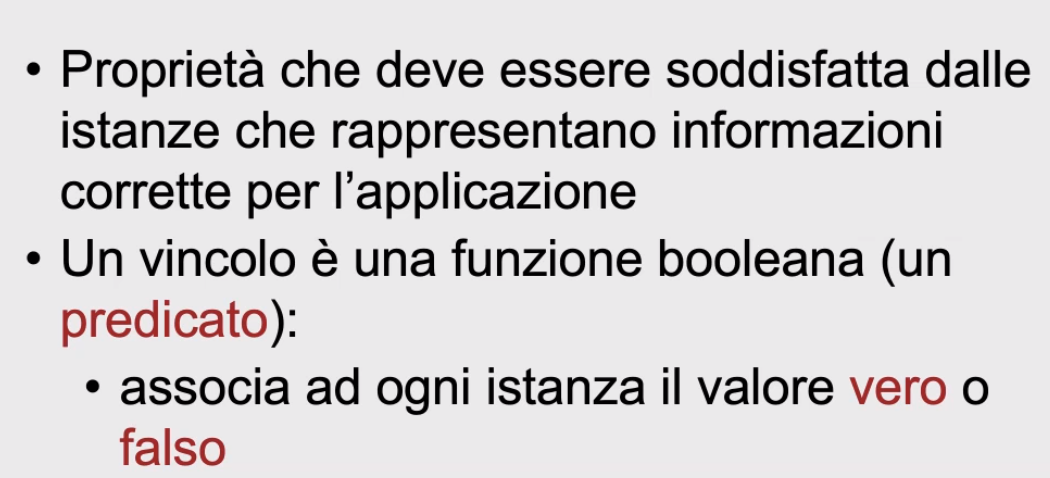 • Proprietà che deve essere soddisfatta dalle
istanze che rappresentano informazioni
corrette per l’applicazione
• Un vincolo è una funzione booleana (un
predicato):
• associa ad ogni istanza il valore vero o
falso